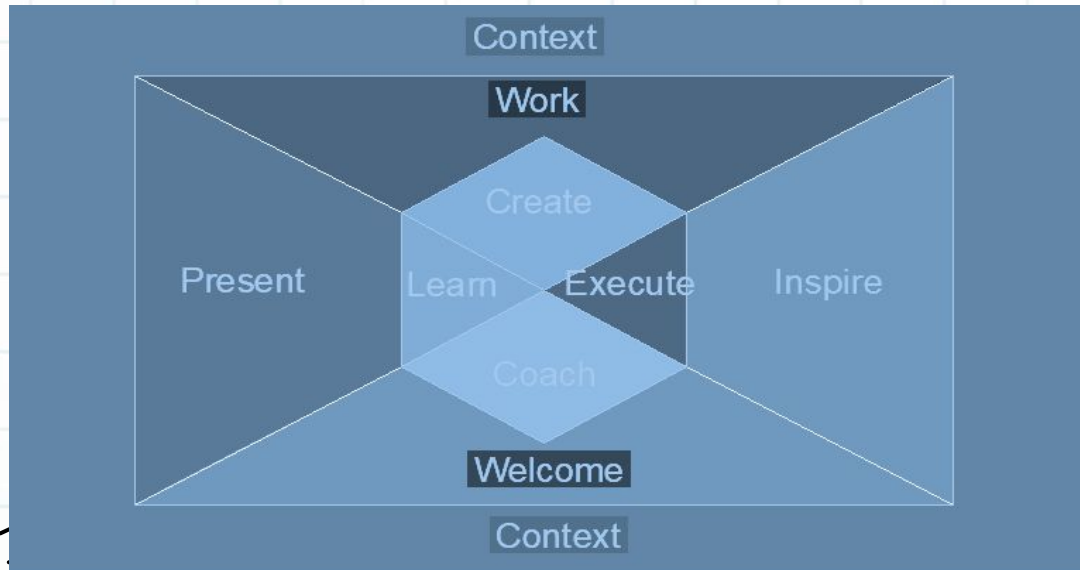 Context
Work
Create
Present
Learn
Execute
Inspire
Coach
Welcome
Context